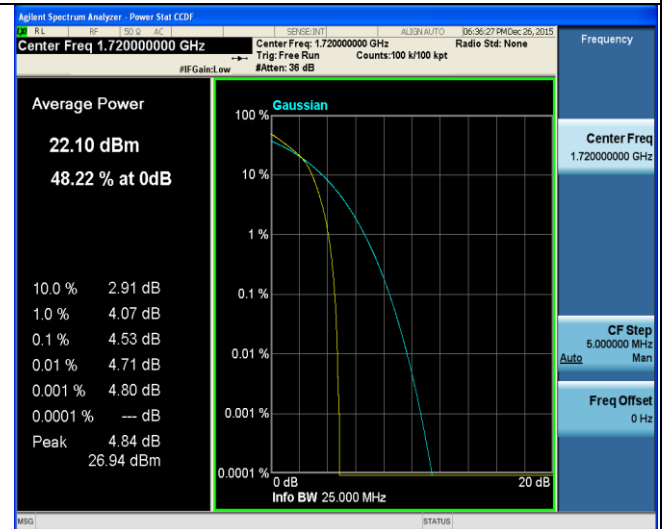 Agilent Spectrum Analyzer - Power Stat CCDF
LXI RL RF 50 Ω AC SENSE:INT ALIGN AUTO 06:36:27 PM Dec 26, 2015
Center Freq 1.720000000 GHz
Center Freq: 1.720000000 GHz Radio Std: None
Trig: Free Run Counts:100 k/100 kpt
#IFGain:Low #Atten: 36 dB
Frequency
Average Power
22.10 dBm
48.22 % at 0dB
10.0 % 2.91 dB
1.0 % 4.07 dB
0.1 % 4.53 dB
0.01 % 4.71 dB
0.001 % 4.80 dB
0.0001 % --- dB
Peak 4.84 dB
26.94 dBm
Gaussian
100 %
10 %
1 %
0.1 %
0.01 %
0.001 %
0.0001 %
0 dB 20 dB
Info BW 25.000 MHz
Center Freq
1.720000000 GHz
CF Step
5.000000 MHz
Auto Man
Freq Offset
0 Hz
MSG STATUS